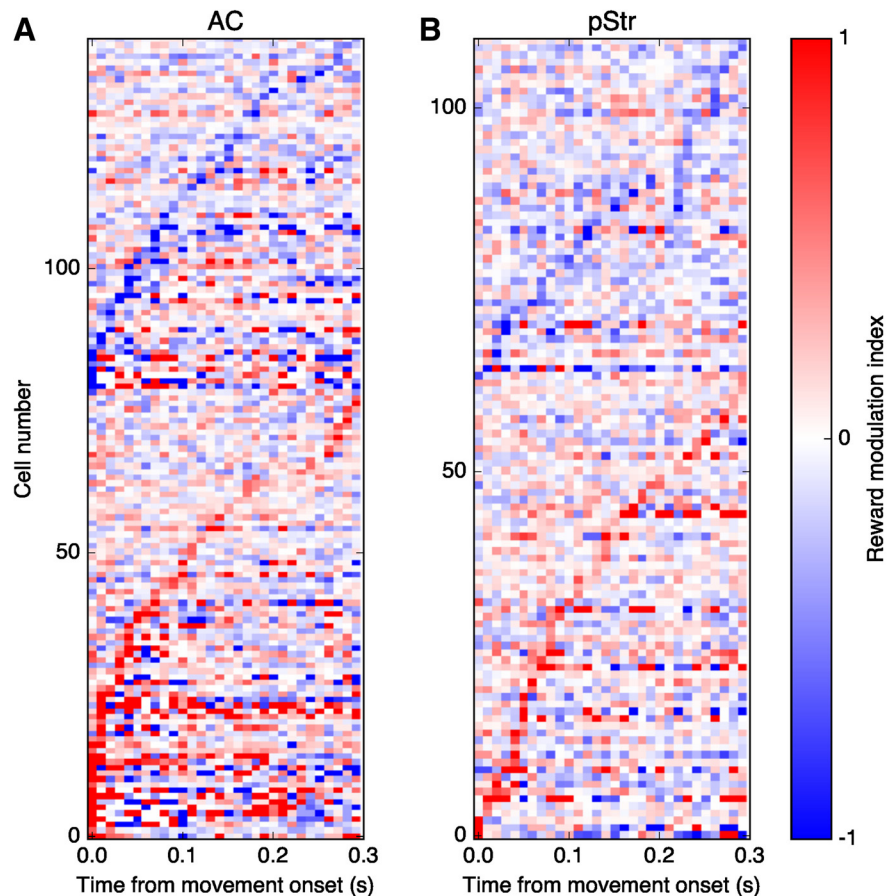 A
AC
B
pStr
Cell number
100
50
0
0.0 0.1 0.2 0.3
Time from movement onset (s)
100
50
0
0.0 0.1 0.2 0.3
Time from movement onset (s)
1
0
-1
Reward modulation index